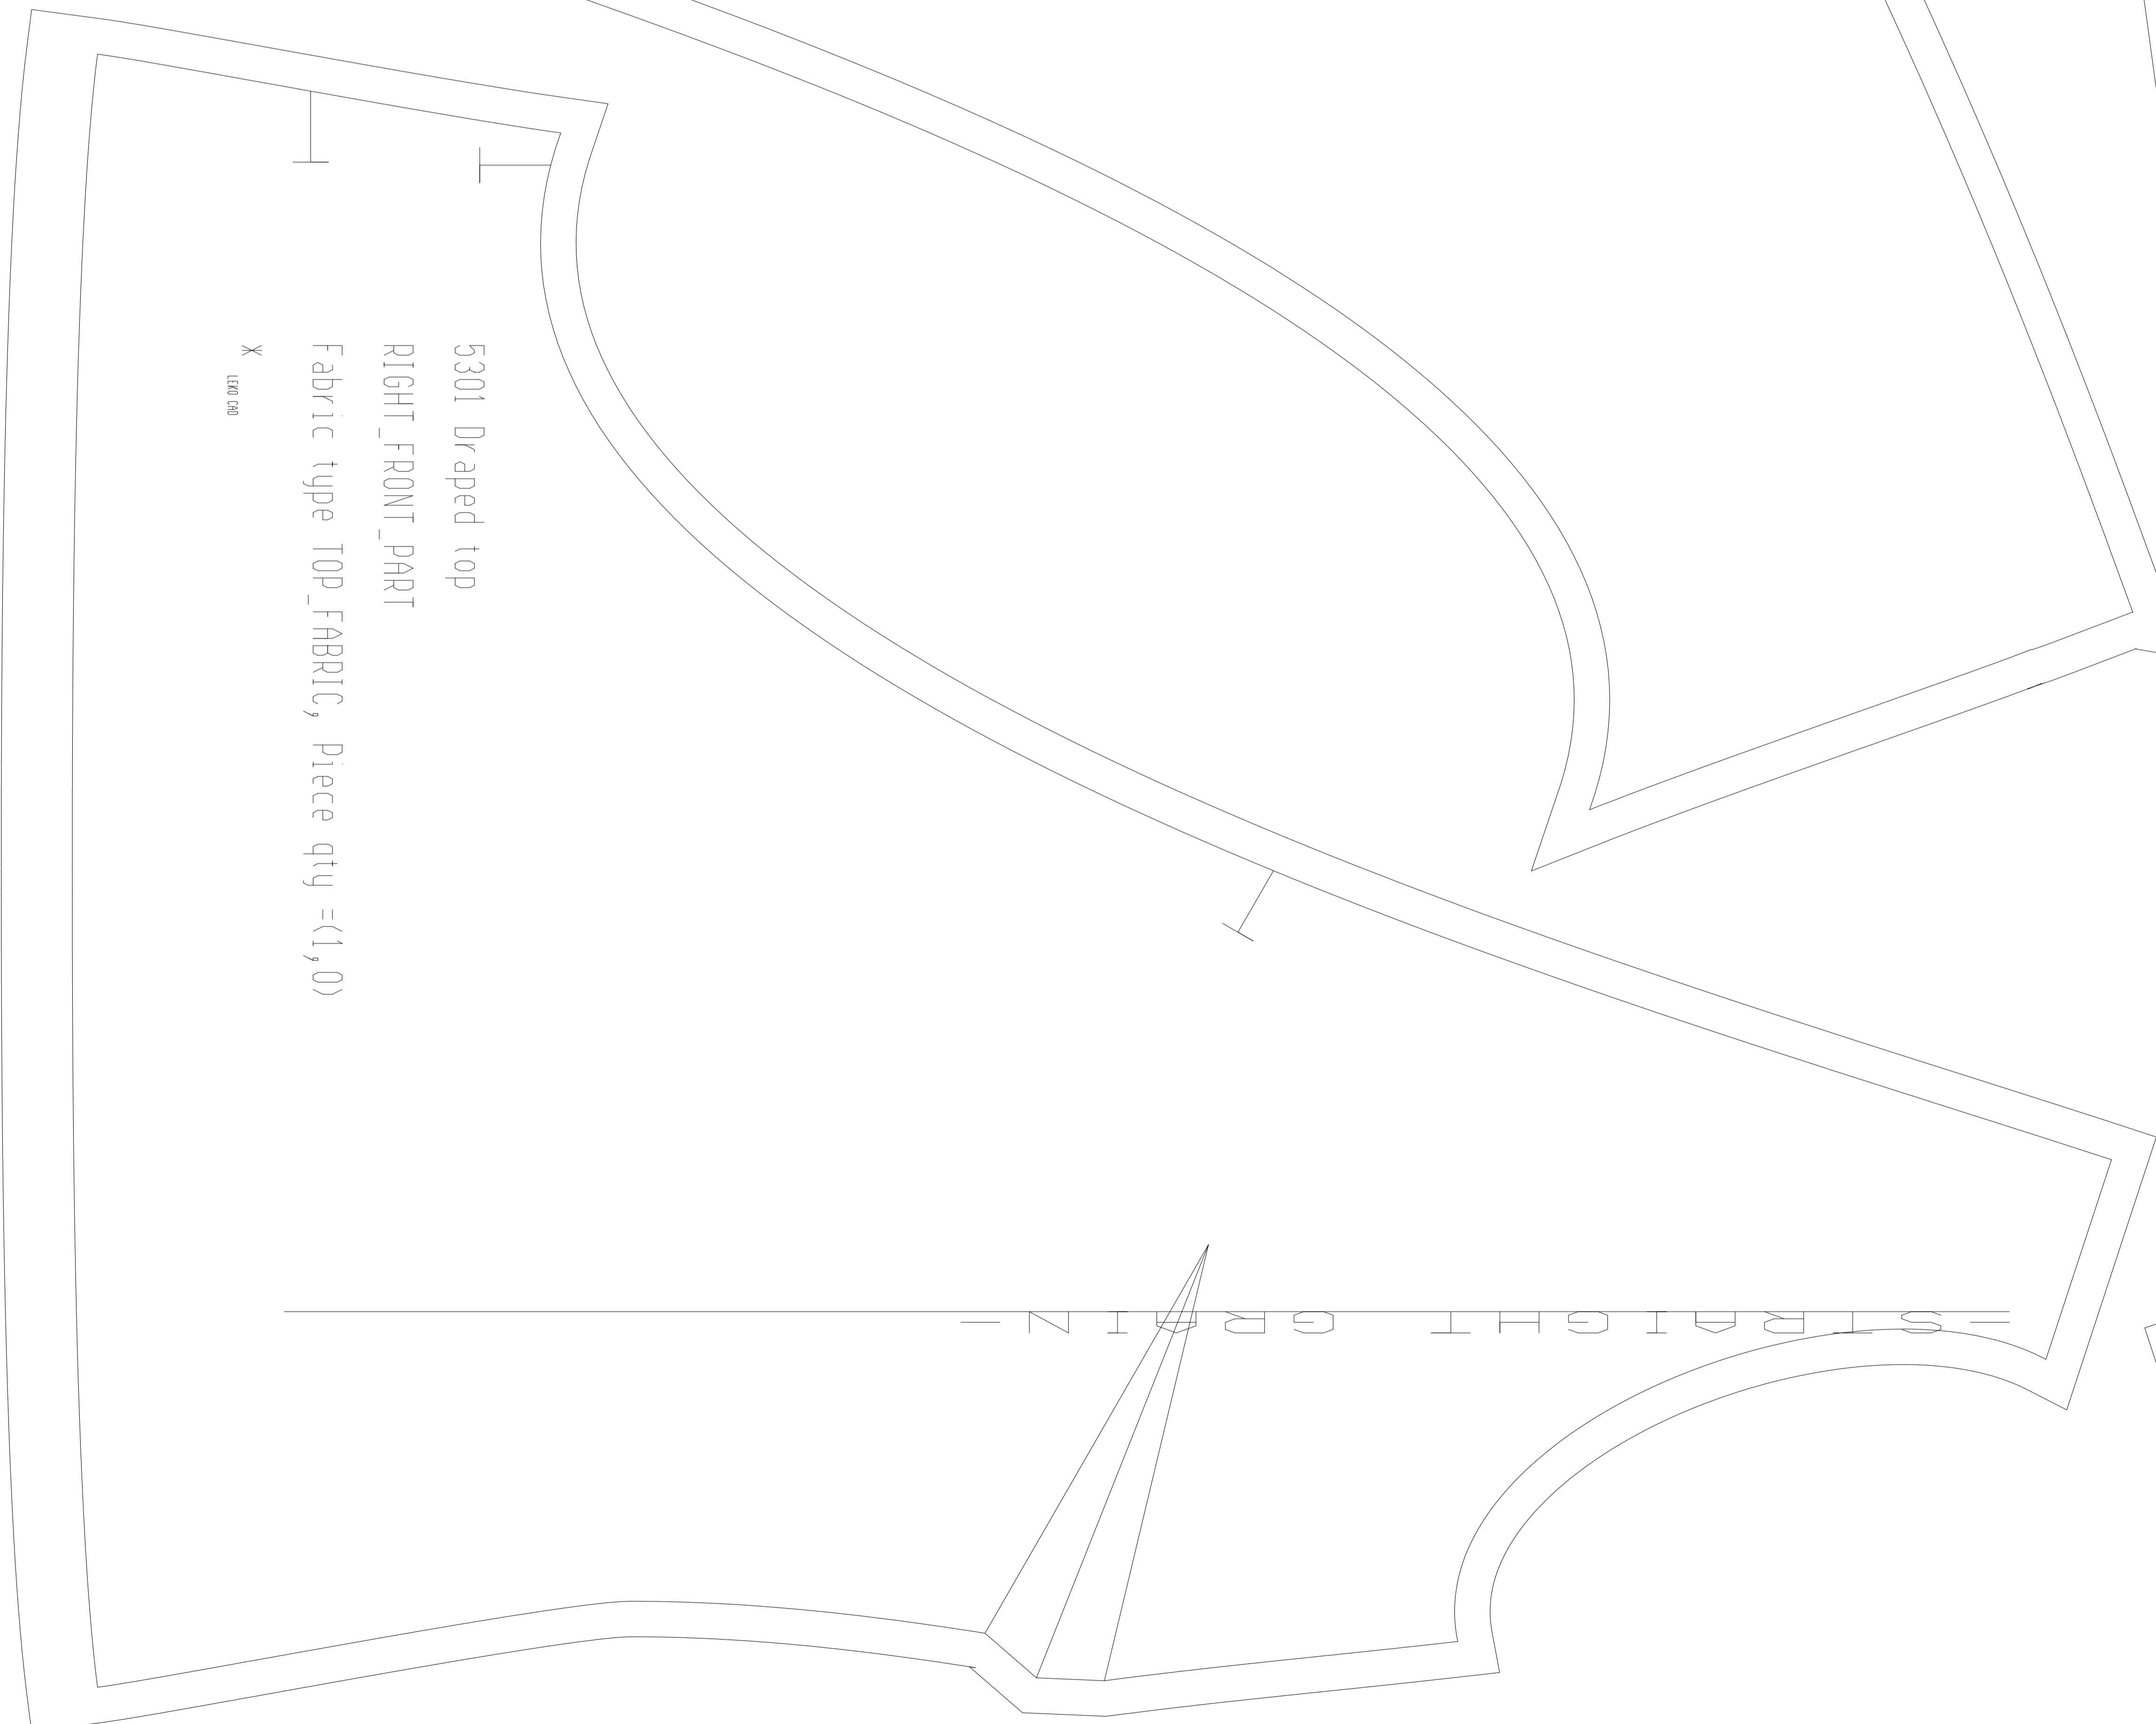 5301 Draped top
RIGHT_FRONT_PART
Fabric type TOP_FABRIC, piece qty =(1,0)
* LEKO CAD
-STRAIGHT GRAIN-